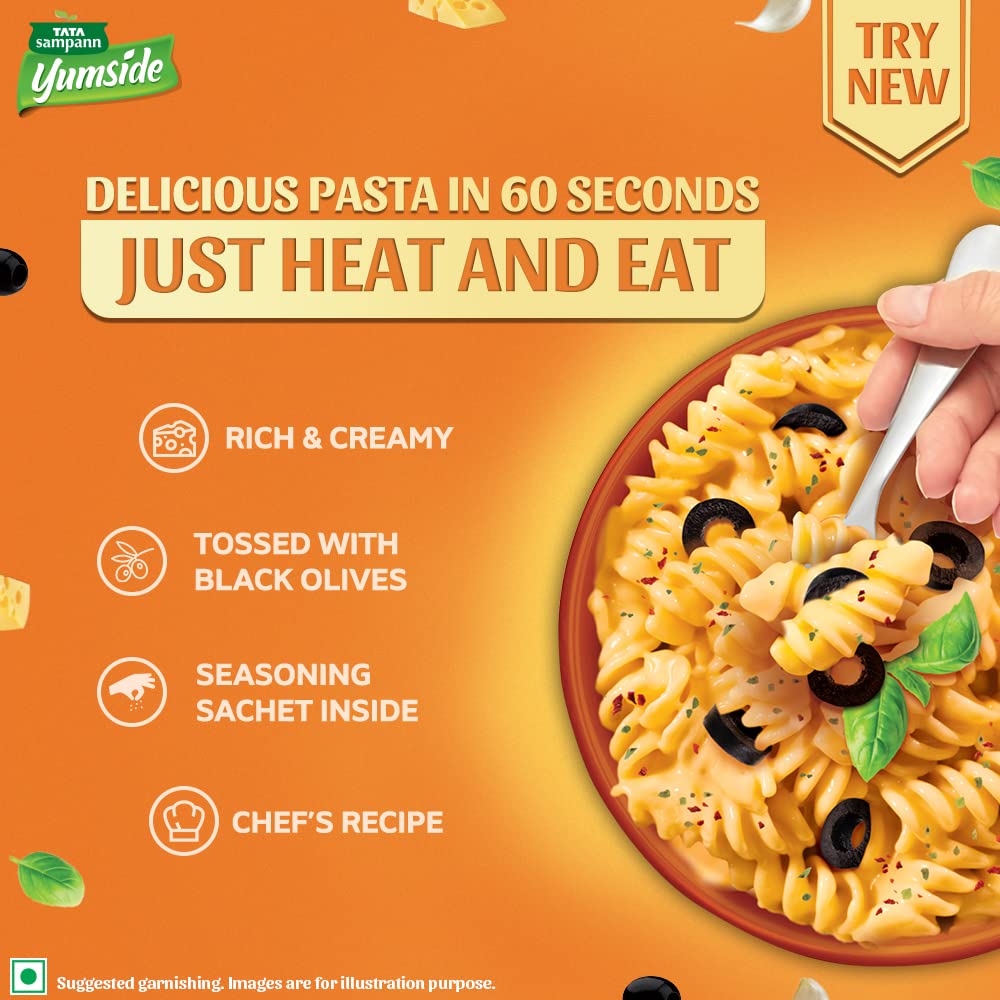 TATA
sampann
Yumside
TRY
NEW
DELICIOUS PASTA IN 60 SECONDS
JUST HEAT AND EAT
RICH & CREAMY
TOSSED WITH
BLACK OLIVES
SEASONING
SACHET INSIDE
CHEF'S RECIPE
Suggested garnishing. Images are for illustration purpose.